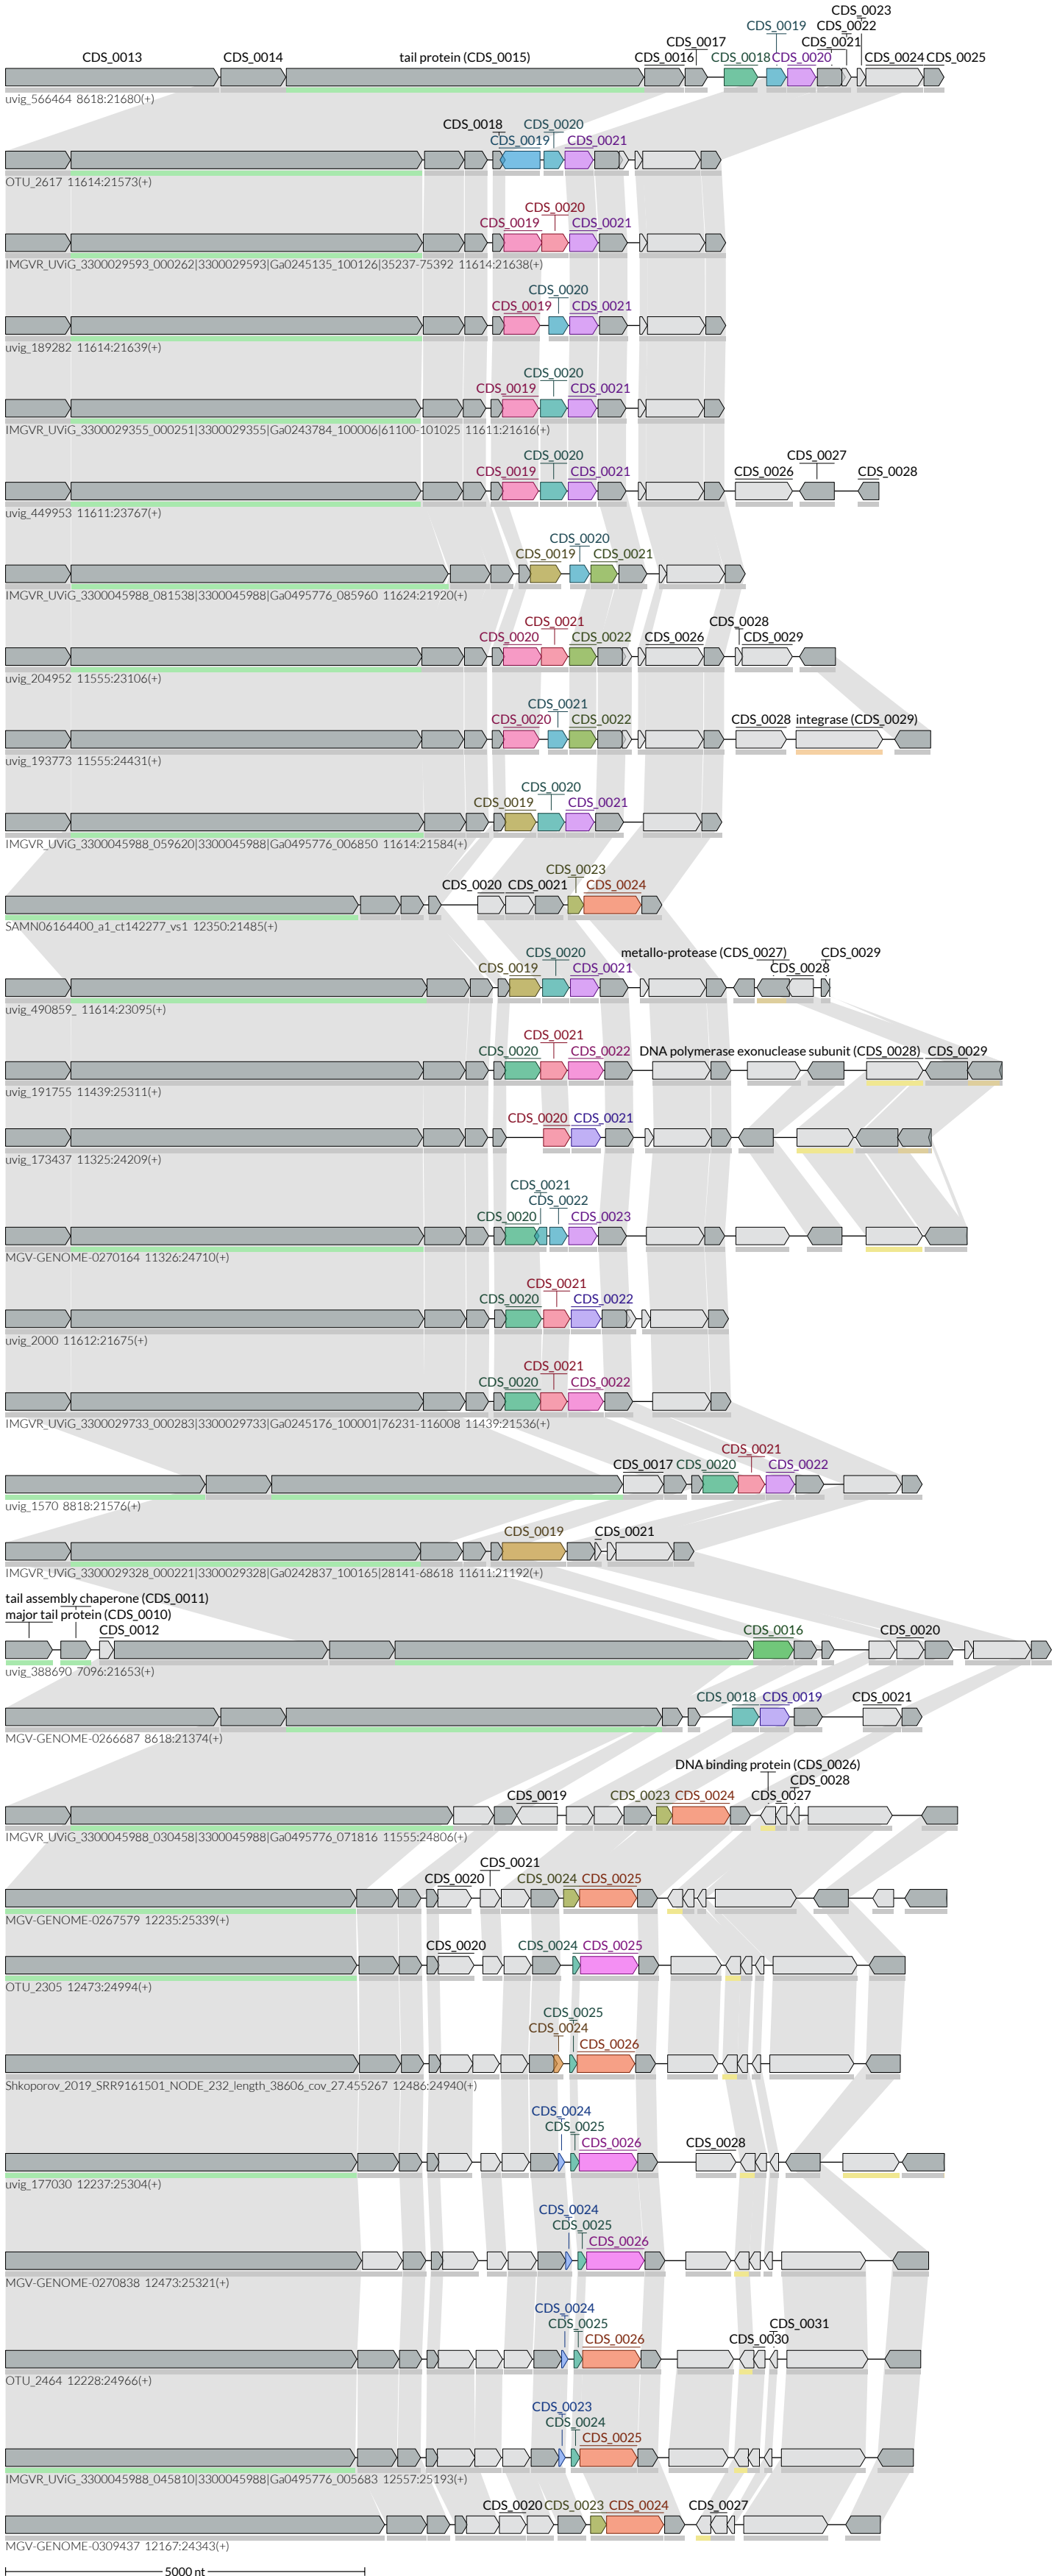 CDS_0023
CDS_0019 CDS_0022
CDS_0017 CDS_0021
CDS_0013 CDS_0014 tail protein (CDS_0015) CDS_0016 CDS_0018 CDS_0020 CDS_0024 CDS_0025
uvig_566464 8618:21680(+)
CDS_0018 CDS_0020
CDS_0019 CDS_0021
OTU_2617 11614:21573(+)
CDS_0020
CDS_0019 CDS_0021
IMGVR_UViG_3300029593_000262|3300029593|Ga0245135_100126|35237-75392 11614:21638(+)
CDS_0020
CDS_0019 CDS_0021
uvig_189282 11614:21639(+)
CDS_0020
CDS_0019 CDS_0021
IMGVR_UViG_3300029355_000251|3300029355|Ga0243784_100006|61100-101025 11611:21616(+)
CDS_0020 CDS_0027
CDS_0019 CDS_0021 CDS_0026 CDS_0028
uvig_449953 11611:23767(+)
CDS_0020
CDS_0019 CDS_0021
IMGVR_UViG_3300045988_081538|3300045988|Ga0495776_085960 11624:21920(+)
CDS_0021 CDS_0028
CDS_0020 CDS_0022 CDS_0026 CDS_0029
uvig_204952 11555:23106(+)
CDS_0021
CDS_0020 CDS_0022 CDS_0028 integrase (CDS_0029)
uvig_193773 11555:24431(+)
CDS_0020
CDS_0019 CDS_0021
IMGVR_UViG_3300045988_059620|3300045988|Ga0495776_006850 11614:21584(+)
CDS_0023
CDS_0020 CDS_0021 CDS_0024
SAMN06164400_a1_ct142277_vs1 12350:21485(+)
CDS_0020 metallo-protease (CDS_0027) CDS_0029
CDS_0019 CDS_0021 CDS_0028
uvig_490859_ 11614:23095(+)
CDS_0021
CDS_0020 CDS_0022 DNA polymerase exonuclease subunit (CDS_0028) CDS_0029
uvig_191755 11439:25311(+)
CDS_0020 CDS_0021
uvig_173437 11325:24209(+)
CDS_0021
CDS_0022
CDS_0020 CDS_0023
MGV-GENOME-0270164 11326:24710(+)
CDS_0021
CDS_0020 CDS_0022
uvig_2000 11612:21675(+)
CDS_0021
CDS_0020 CDS_0022
IMGVR_UViG_3300029733_000283|3300029733|Ga0245176_100001|76231-116008 11439:21536(+)
CDS_0021
CDS_0017 CDS_0020 CDS_0022
uvig_1570 8818:21576(+)
CDS_0019 CDS_0021
IMGVR_UViG_3300029328_000221|3300029328|Ga0242837_100165|28141-68618 11611:21192(+)
tail assembly chaperone (CDS_0011)
major tail protein (CDS_0010)
CDS_0012 CDS_0016 CDS_0020
uvig_388690 7096:21653(+)
CDS_0018 CDS_0019 CDS_0021
MGV-GENOME-0266687 8618:21374(+)
DNA binding protein (CDS_0026)
CDS_0028
CDS_0019 CDS_0023 CDS_0024 CDS_0027
IMGVR_UViG_3300045988_030458|3300045988|Ga0495776_071816 11555:24806(+)
CDS_0021
CDS_0020 CDS_0024 CDS_0025
MGV-GENOME-0267579 12235:25339(+)
CDS_0020 CDS_0024 CDS_0025
OTU_2305 12473:24994(+)
CDS_0025
CDS_0024
CDS_0026
Shkoporov_2019_SRR9161501_NODE_232_length_38606_cov_27.455267 12486:24940(+)
CDS_0024
CDS_0025
CDS_0026 CDS_0028
uvig_177030 12237:25304(+)
CDS_0024
CDS_0025
CDS_0026
MGV-GENOME-0270838 12473:25321(+)
CDS_0024
CDS_0025 CDS_0031
CDS_0026 CDS_0030
OTU_2464 12228:24966(+)
CDS_0023
CDS_0024
CDS_0025
IMGVR_UViG_3300045988_045810|3300045988|Ga0495776_005683 12557:25193(+)
CDS_0020 CDS_0023 CDS_0024 CDS_0027
MGV-GENOME-0309437 12167:24343(+)
5000 nt